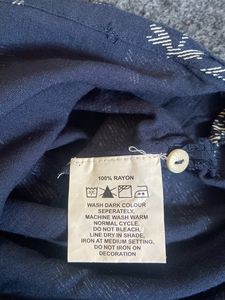 100% RAYON
WASH DARK COLOUR
SEPERATELY,
MACHINE WASH WARM
NORMAL CYCLE.
DO NOT BLEACH,
LINE DRY IN SHADE,
IRON AT MEDIUM SETTING,
DO NOT IRON ON
DECORATION